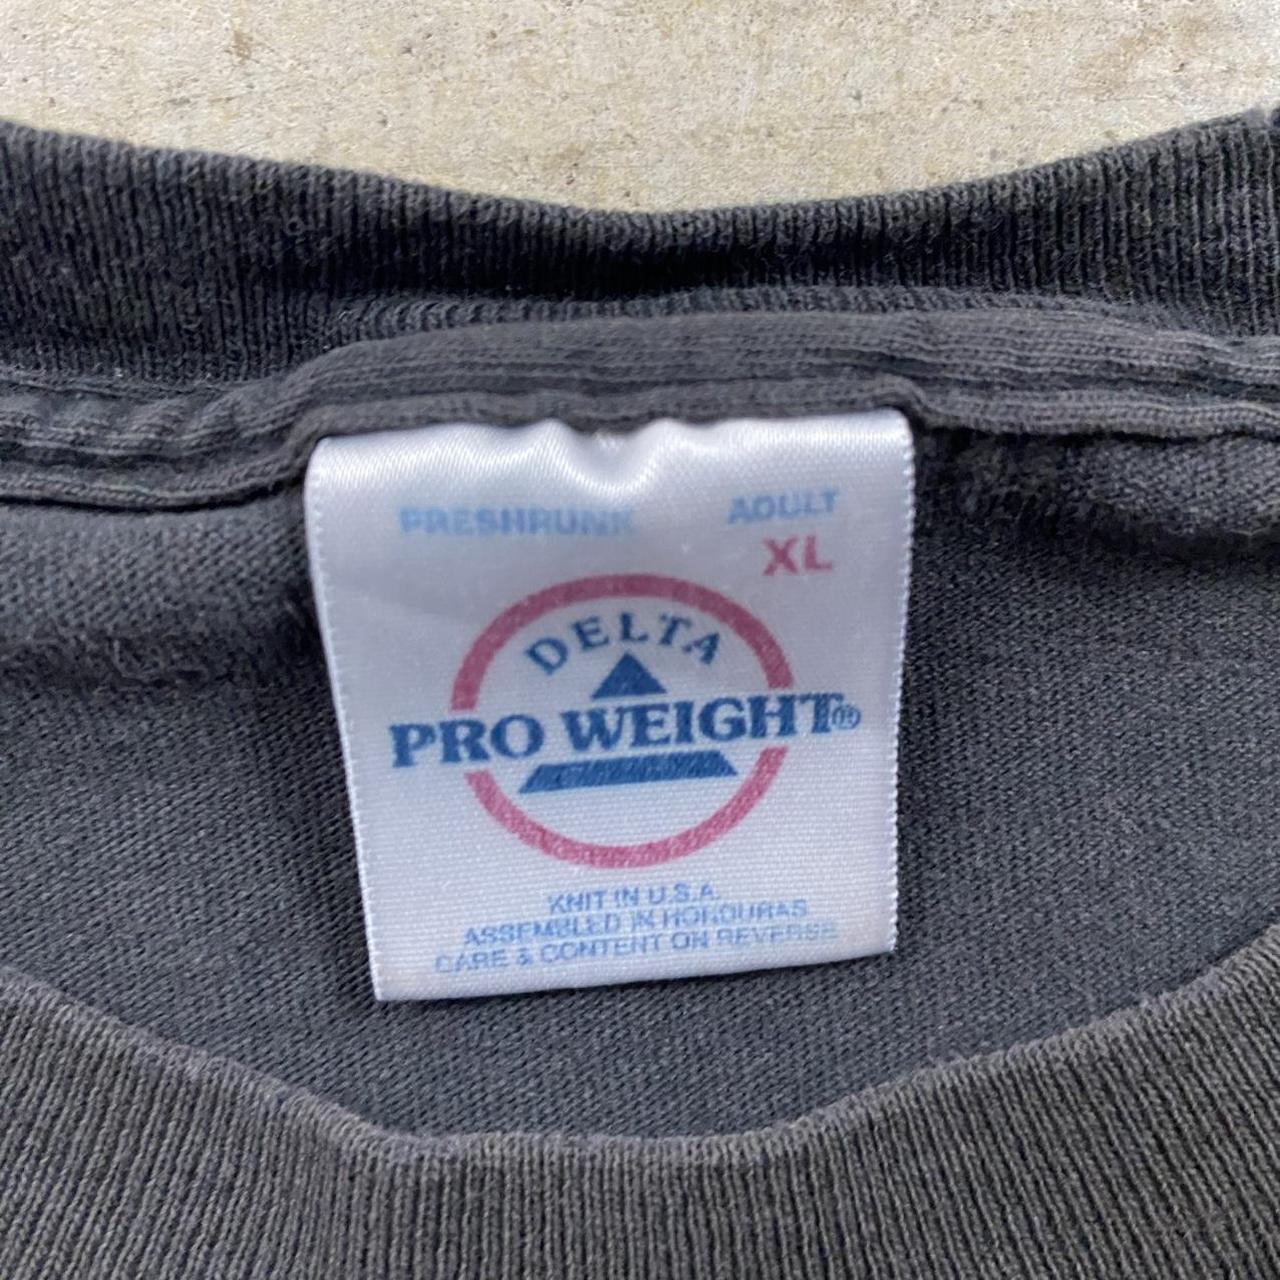 PRESHRUNK ADULT
XL
DELTA
PRO WEIGHT®
KNIT IN U.S.A.
ASSEMBLED IN HONDURAS
CARE & CONTENT ON REVERSE